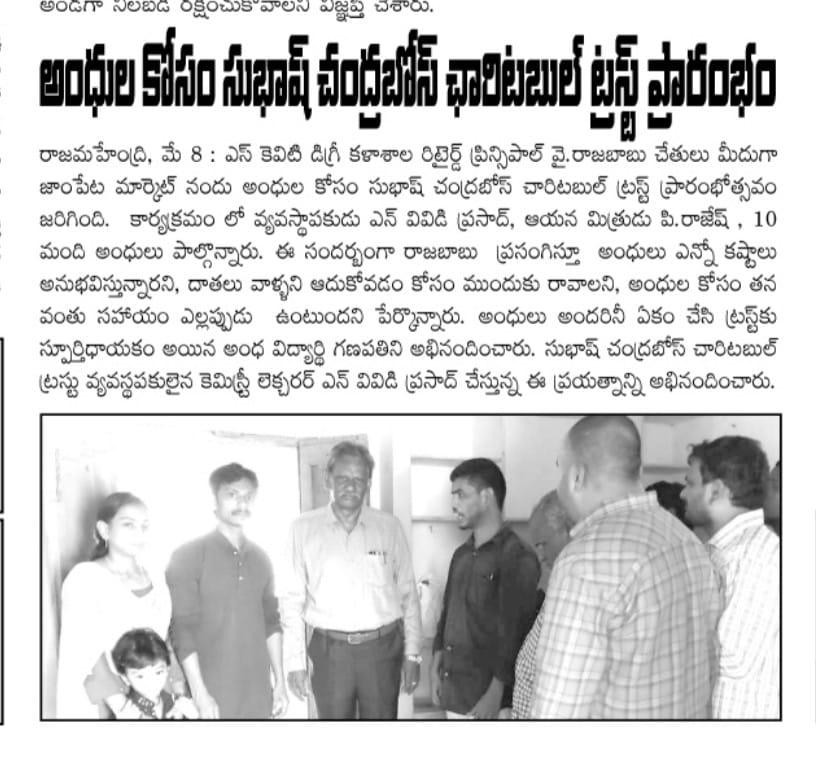 అండగా నిలబడి రక్షించుకోవాలని విజ్ఞప్తి చేశారు.
అంధుల కోసం సుభాష్ చంద్రబోస్ ఛారిటబుల్ ట్రస్ట్ ప్రారంభం
రాజమహేంద్రి, మే 8 : ఎస్ కెవిటి డిగ్రీ కళాశాల రిటైర్డ్ ప్రిన్సిపాల్ వై.రాజబాబు చేతులు మీదుగా
జాంపేట మార్కెట్ నందు అంధుల కోసం సుభాష్ చంద్రబోస్ చారిటబుల్ ట్రస్ట్ ప్రారంభోత్సవం
జరిగింది. కార్యక్రమం లో వ్యవస్థాపకుడు ఎన్ వివిడి ప్రసాద్, ఆయన మిత్రుడు పి.రాజేష్ , 10
మంది అంధులు పాల్గొన్నారు. ఈ సందర్భంగా రాజబాబు ప్రసంగిస్తూ అంధులు ఎన్నో కష్టాలు
అనుభవిస్తున్నారని, దాతలు వాళ్ళని ఆదుకోవడం కోసం ముందుకు రావాలని, అంధుల కోసం తన
వంతు సహాయం ఎల్లప్పుడు ఉంటుందని పేర్కొన్నారు. అంధులు అందరినీ ఏకం చేసి ట్రస్ట్‌కు
స్ఫూర్తిధాయకం అయిన అంధ విద్యార్థి గణపతిని అభినందించారు. సుభాష్ చంద్రబోస్ చారిటబుల్
ట్రస్టు వ్యవస్థపకులైన కెమిస్ట్రీ లెక్చరర్ ఎన్ వివిడి ప్రసాద్ చేస్తున్న ఈ ప్రయత్నాన్ని అభినందించారు.